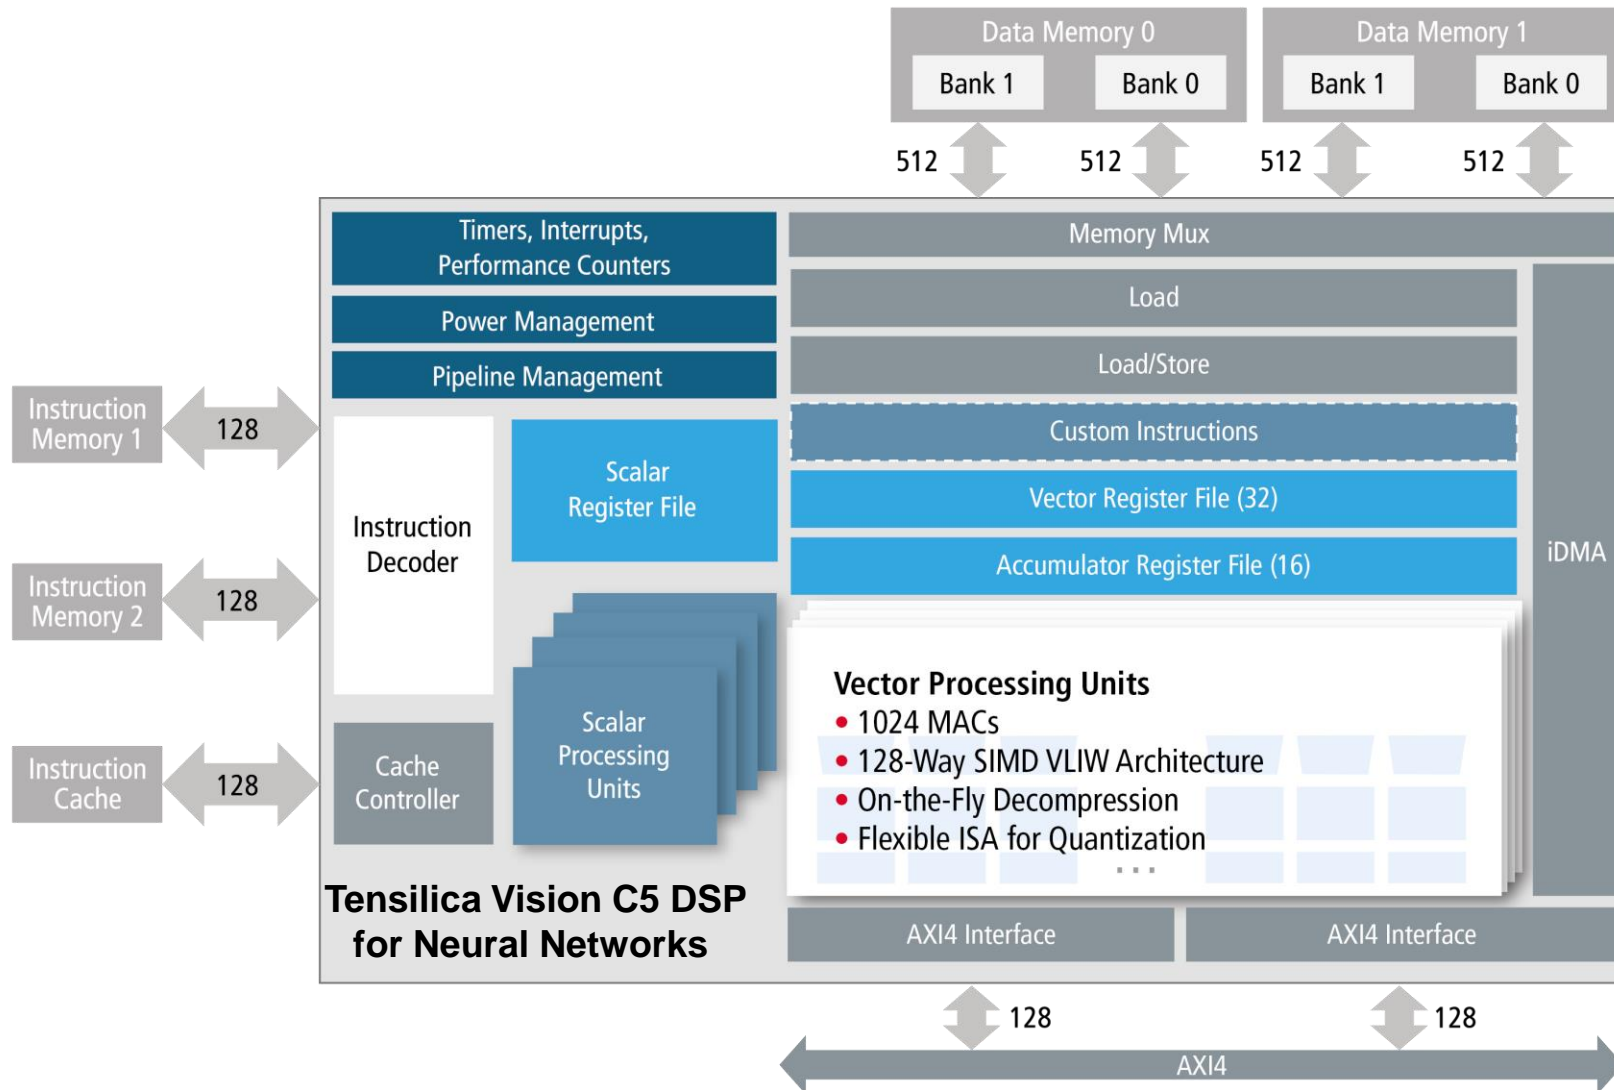 Data Memory 0
Data Memory 1
Bank 1
Bank 0
Bank 1
Bank 0
512
512
512
512
Timers, Interrupts,
Performance Counters
Power Management
Pipeline Management
Memory Mux
Load
Load/Store
Custom Instructions
Vector Register File (32)
Accumulator Register File (16)
iDMA
Instruction
Memory 1
128
Instruction
Memory 2
128
Instruction
Cache
128
Instruction
Decoder
Scalar
Register File
Cache
Controller
Scalar
Processing
Units
Vector Processing Units
• 1024 MACs
• 128-Way SIMD VLIW Architecture
• On-the-Fly Decompression
• Flexible ISA for Quantization
...
Tensilica Vision C5 DSP
for Neural Networks
AXI4 Interface
AXI4 Interface
128
128
AXI4